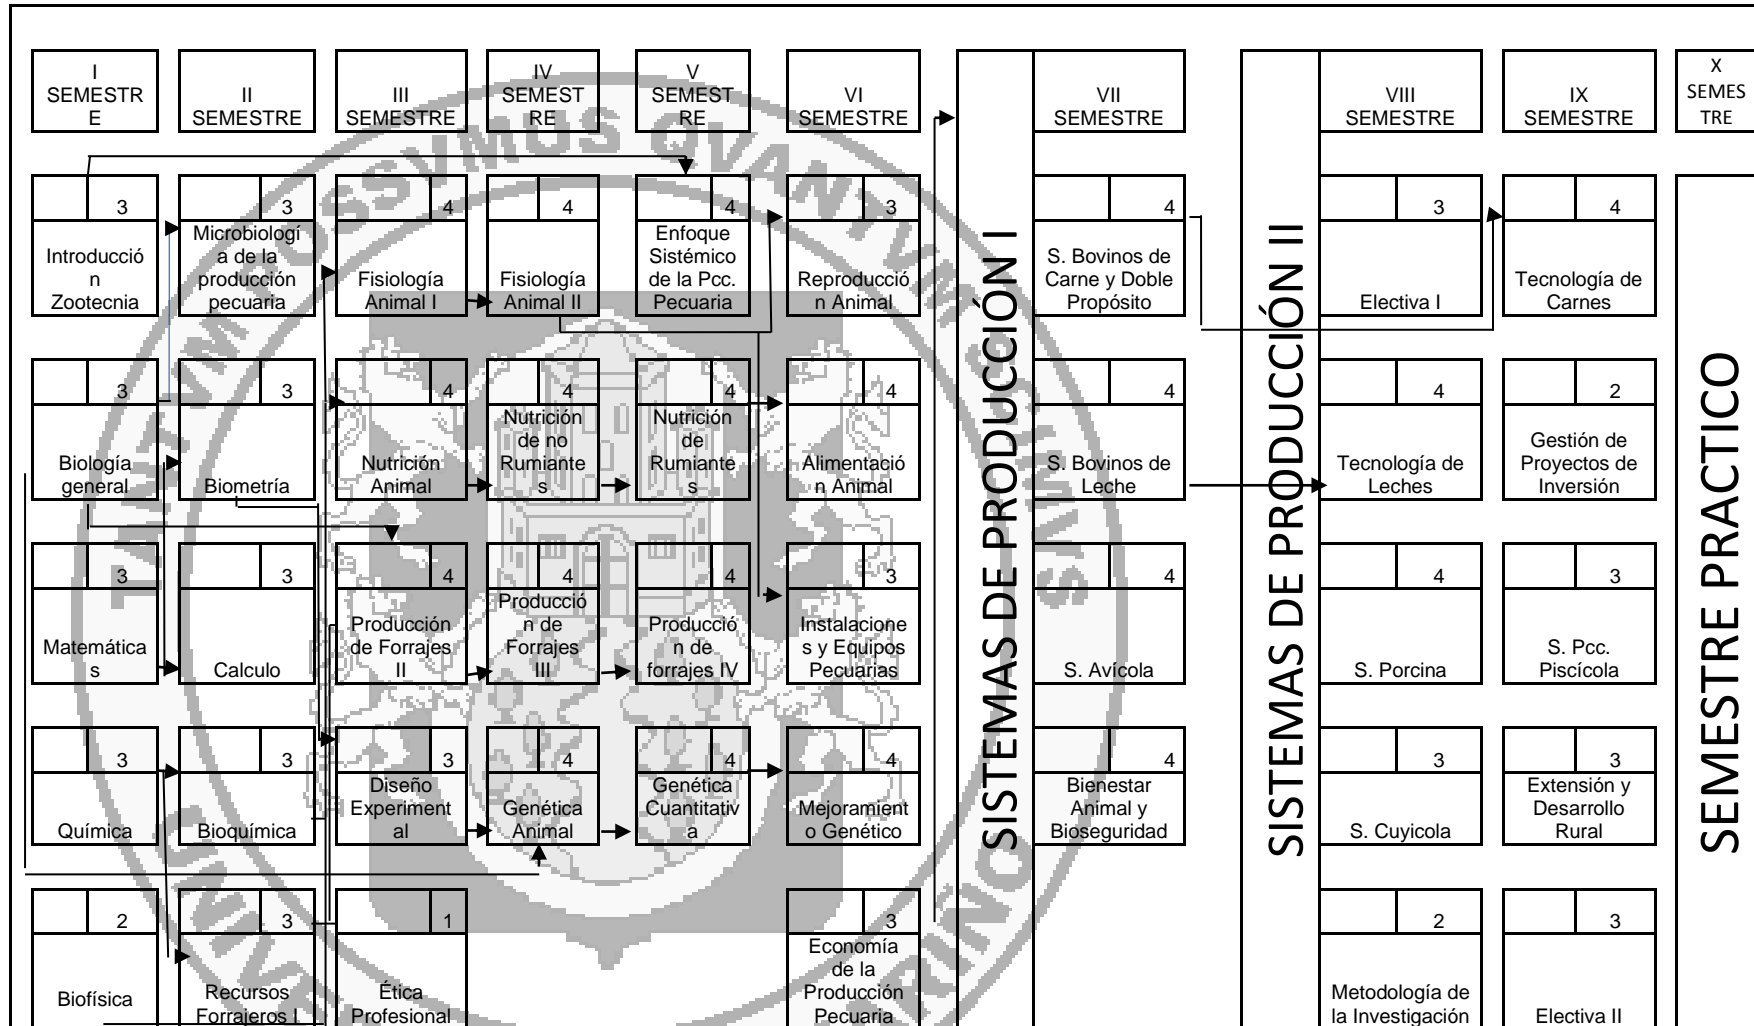 I
SEMESTR
E
II
SEMESTRE
III
SEMESTRE
IV
SEMEST
RE
V
SEMEST
RE
VI
SEMESTRE
VII
SEMESTRE
VIII
SEMESTRE
IX
SEMESTRE
X
SEMES
TRE
3
Introducció
n
Zootecnia
3
Microbiologí
a de la
producción
pecuaria
4
Fisiología
Animal I
4
Fisiología
Animal II
4
Enfoque
Sistémico
de la Pcc.
Pecuaria
3
Reproducció
n Animal
SISTEMAS DE PRODUCCIÓN I
4
S. Bovinos de
Carne y Doble
Propósito
SISTEMAS DE PRODUCCIÓN II
3
Electiva I
4
Tecnología de
Carnes
SEMESTRE PRACTICO
3
Biología
general
3
Biometría
4
Nutrición
Animal
4
Nutrición
de no
Rumiante
s
4
Nutrición
de
Rumiante
s
4
Alimentació
n Animal
4
S. Bovinos de
Leche
4
Tecnología de
Leches
2
Gestión de
Proyectos de
Inversión
3
Matemática
s
3
Calculo
4
Producción
de Forrajes
II
4
Producció
n de
Forrajes
III
4
Producció
n de
forrajes IV
3
Instalacione
s y Equipos
Pecuarias
4
S. Avícola
4
S. Porcina
3
S. Pcc.
Piscícola
3
Química
3
Bioquímica
3
Diseño
Experiment
al
4
Genética
Animal
4
Genética
Cuantitativ
a
4
Mejoramient
o Genético
4
Bienestar
Animal y
Bioseguridad
3
S. Cuyicola
3
Extensión y
Desarrollo
Rural
2
Biofísica
3
Recursos
Forrajeros I
1
Ética
Profesional
3
Economía
de la
Producción
Pecuaria
2
Metodología de
la Investigación
3
Electiva II
TANTVM POSSVMUS QVANTVM SCIMVS